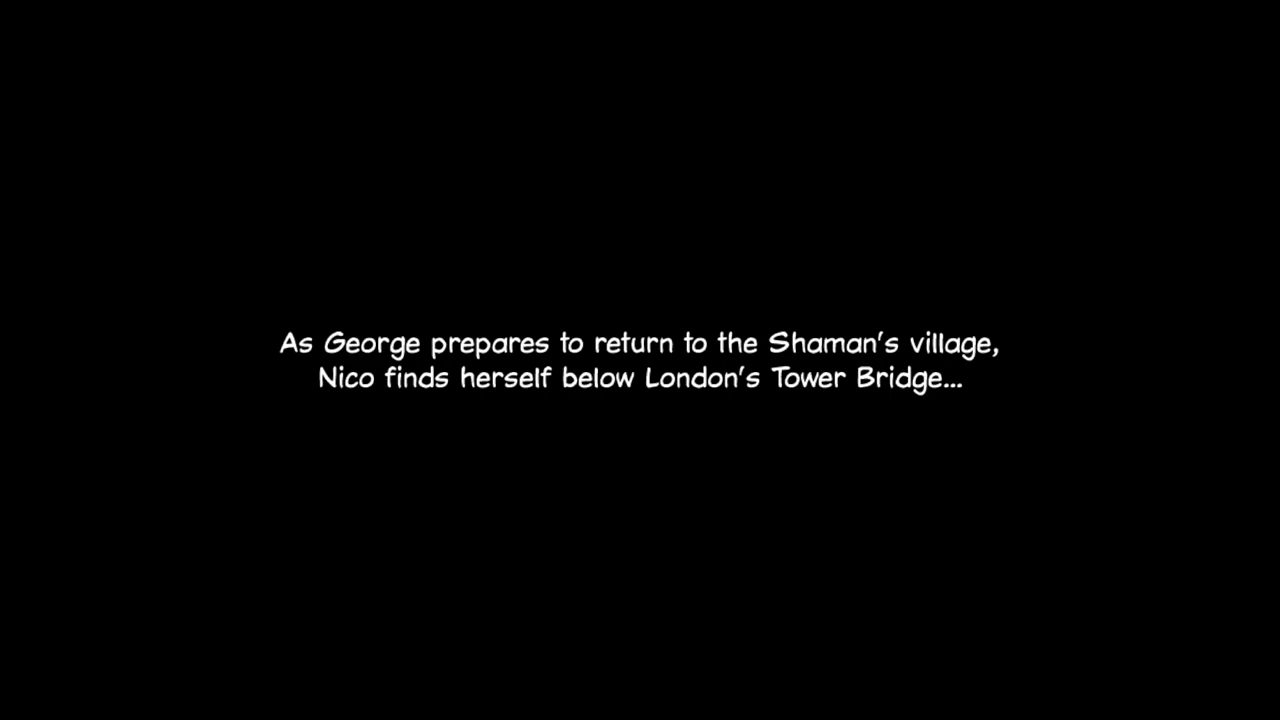 As George prepares to return to the Shaman's village,
Nico finds herself below London's Tower Bridge...